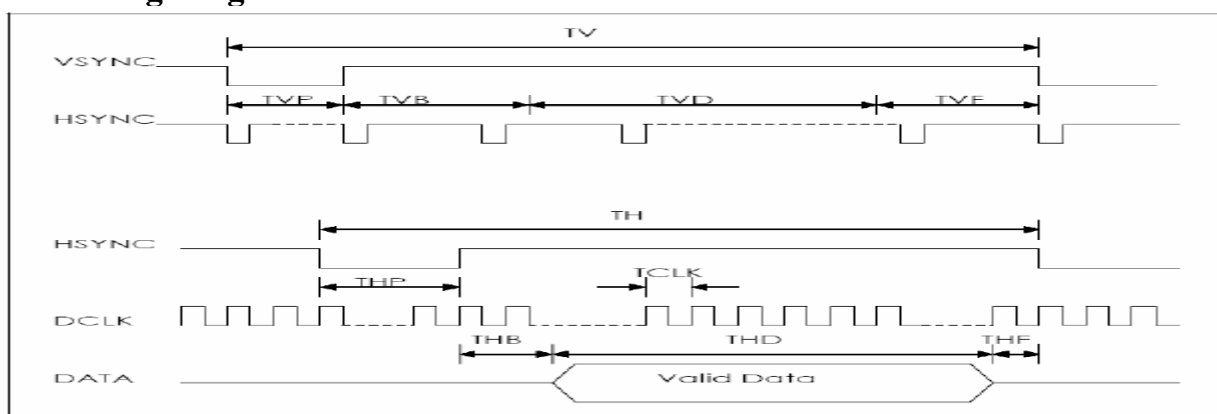 TV
VSYNC
TVP TVB TVD TVF
HSYNC
TH
HSYNC
THP TCLK
DCLK
THB THD THF
DATA Valid Data